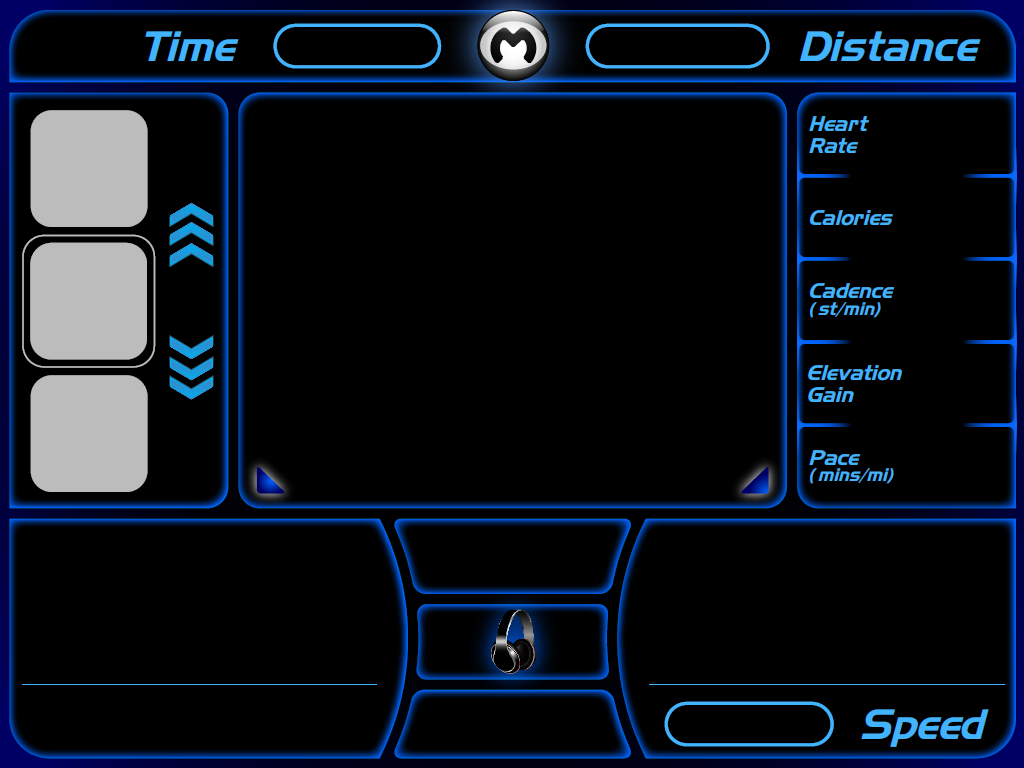 Time
Distance
Heart
Rate
Calories
Cadence
( st/min)
Elevation
Gain
Pace
( mins/mi)
Speed